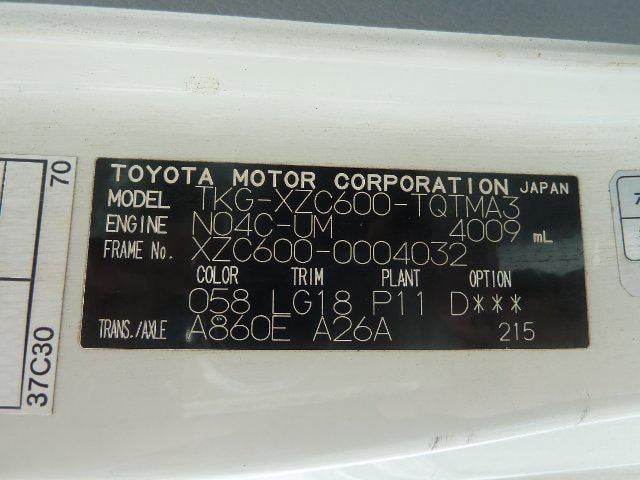 TOYOTA MOTOR CORPORATION JAPAN
MODEL TKG-XZC600-TQTMA3
ENGINE N04C-UM 4009 mL
FRAME No. XZC600-0004032
COLOR TRIM PLANT OPTION
058 LG18 P11 D***
TRANS./AXLE A860E A26A 215
70
37C30